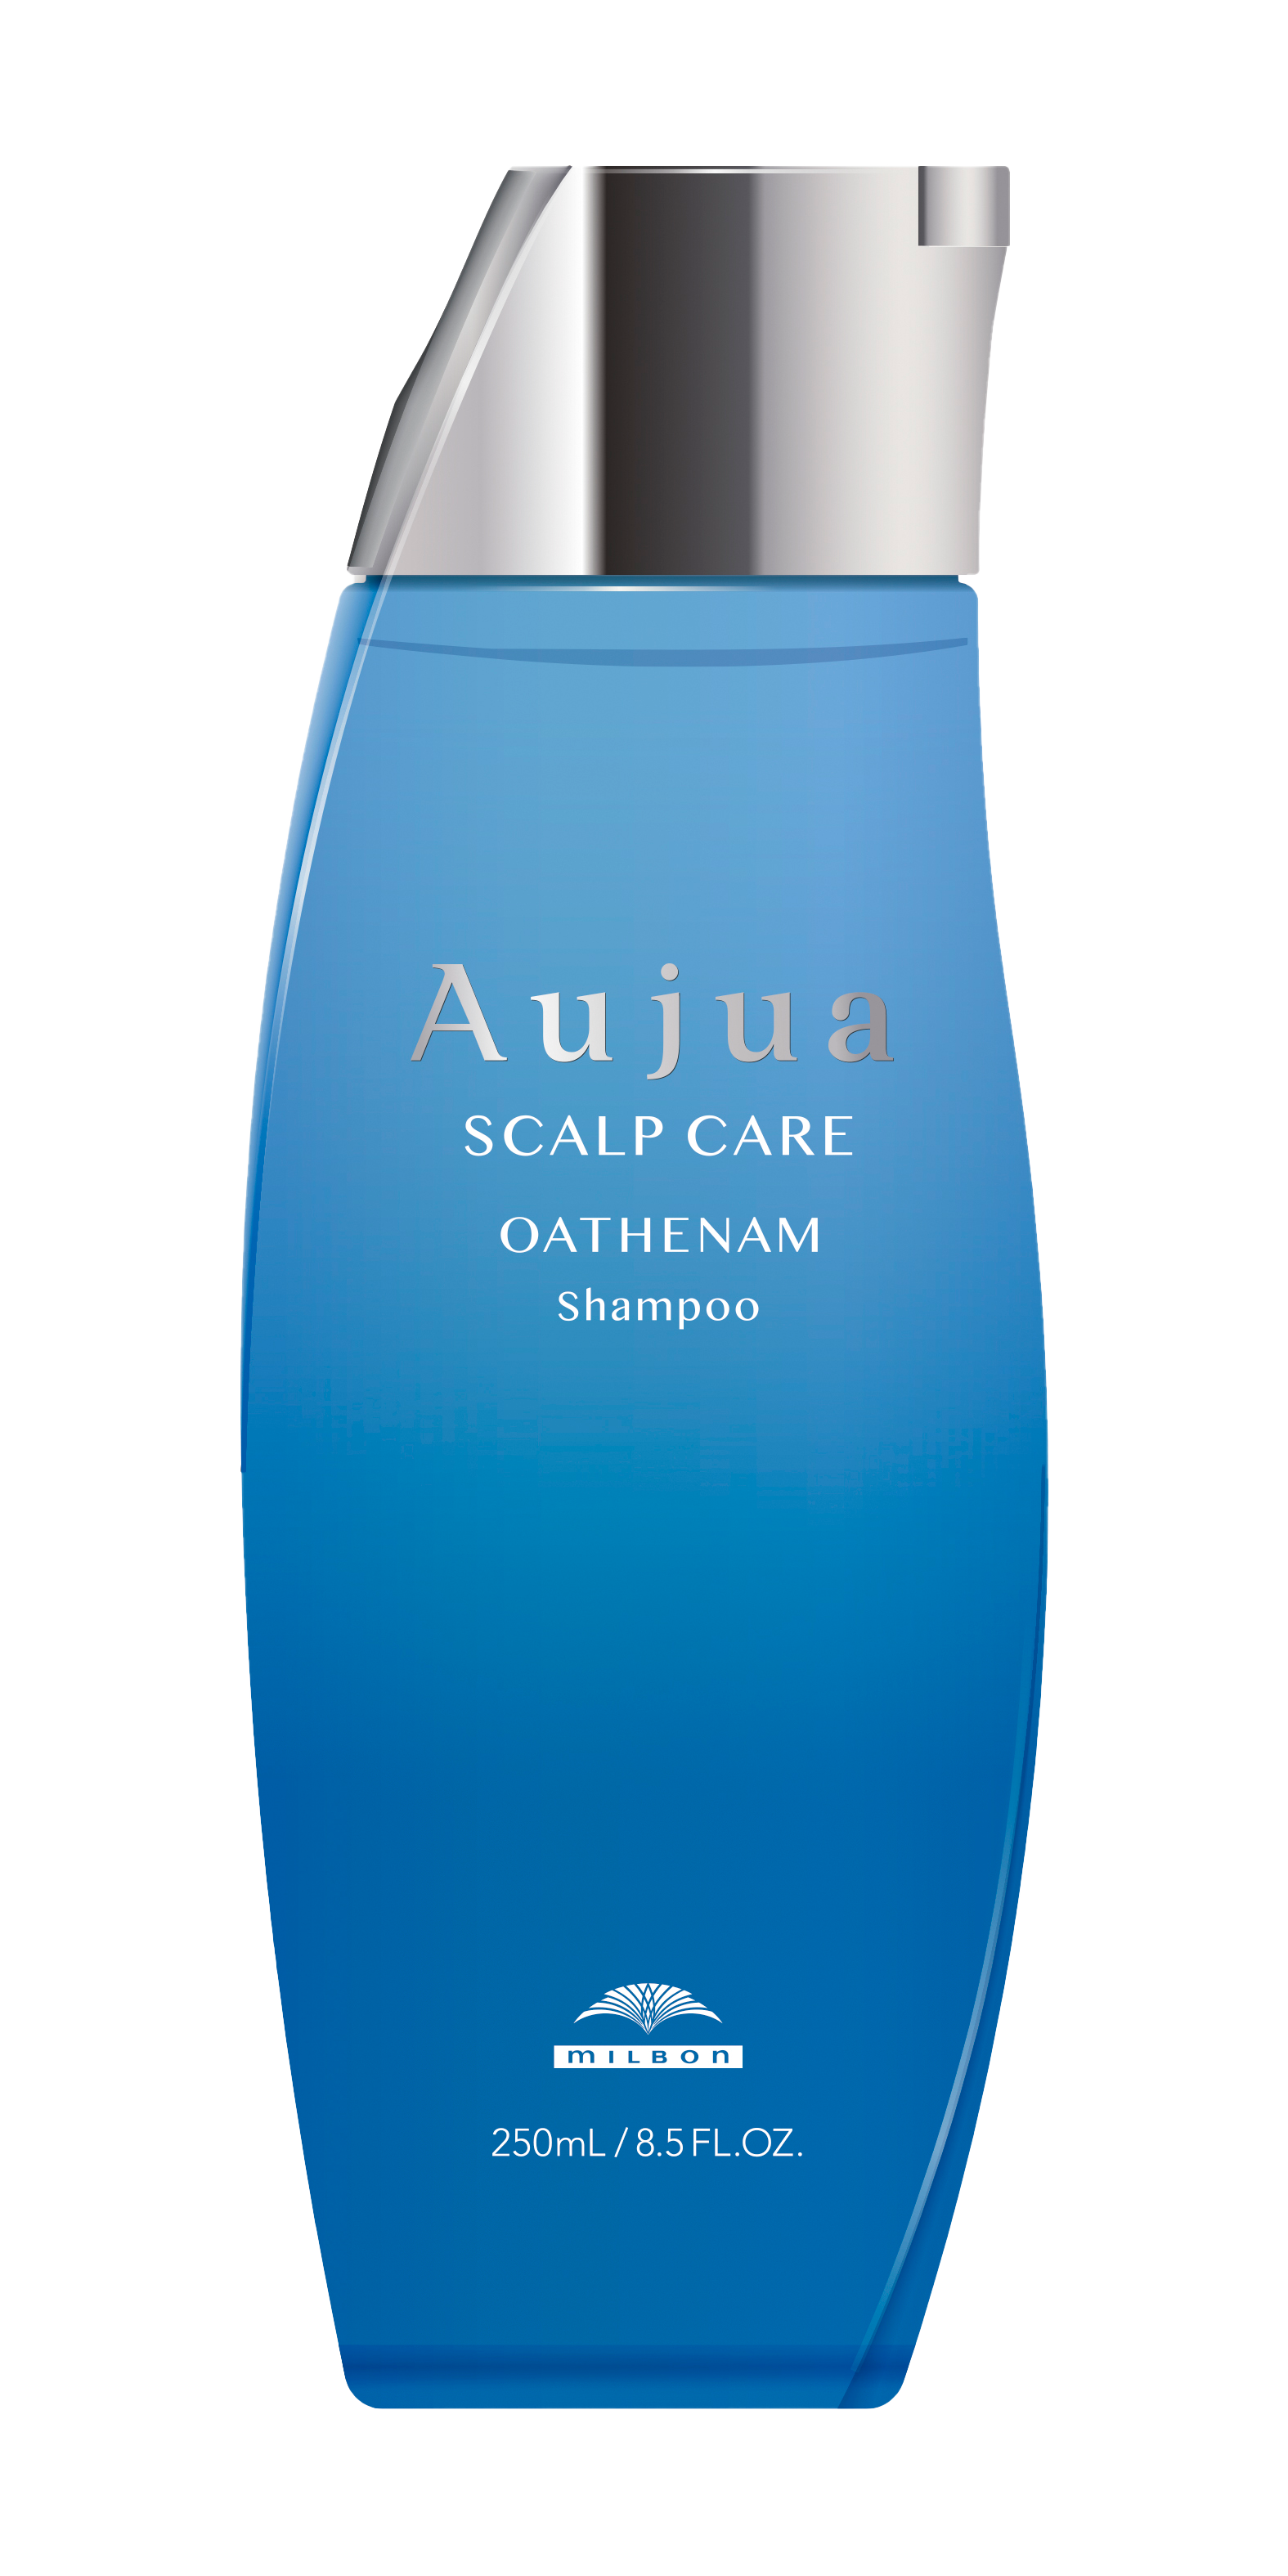 Aujua
SCALP CARE
OATHENAM
Shampoo
MILBON
250mL / 8.5 FL.OZ.